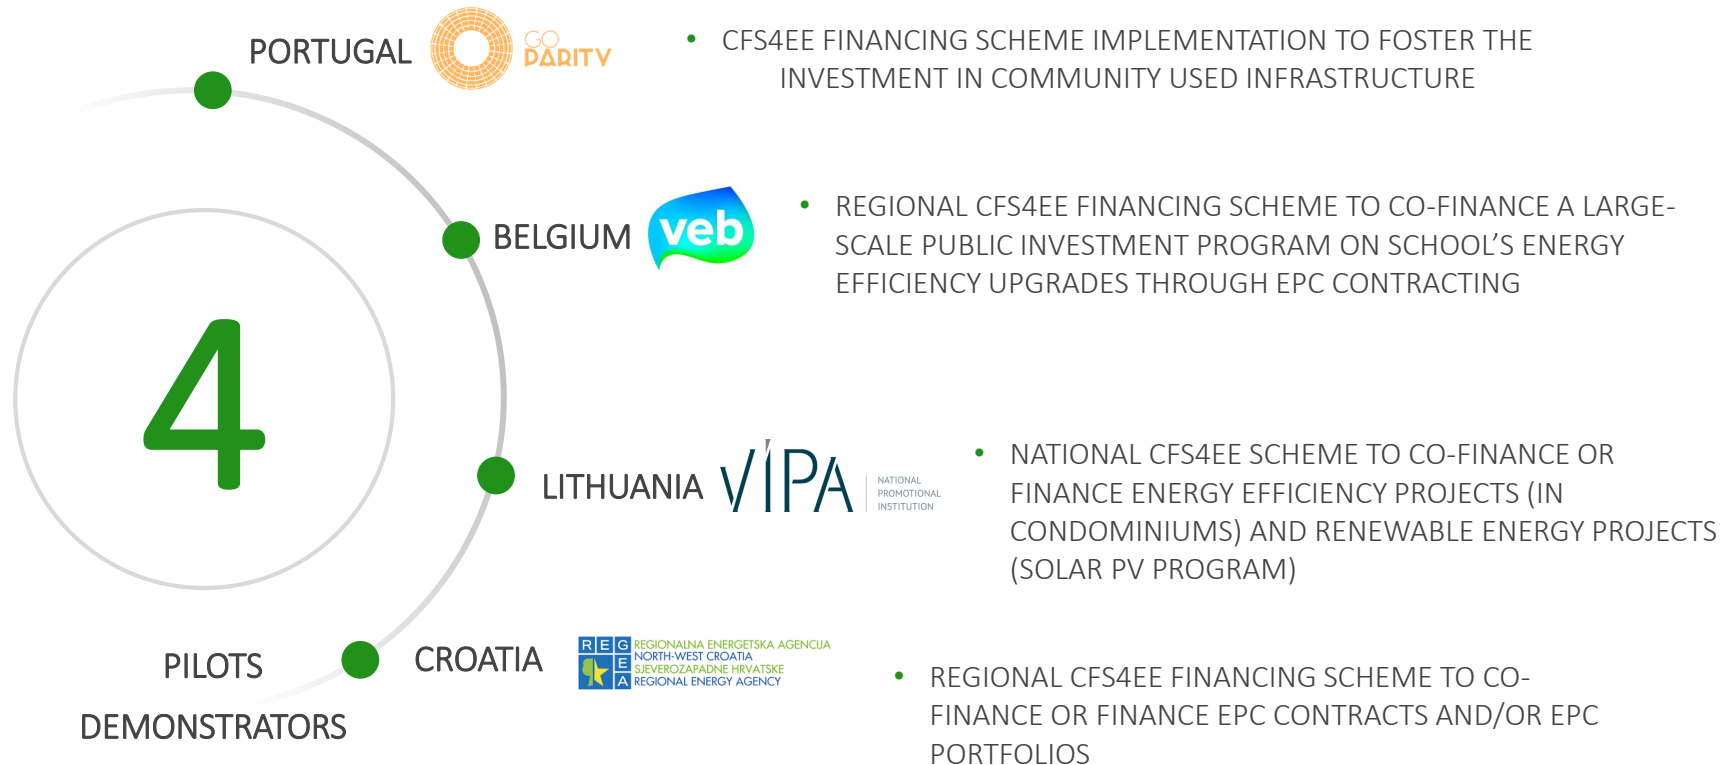 PORTUGAL
GO
PARITY
• CFS4EE FINANCING SCHEME IMPLEMENTATION TO FOSTER THE
INVESTMENT IN COMMUNITY USED INFRASTRUCTURE
BELGIUM
veb
• REGIONAL CFS4EE FINANCING SCHEME TO CO-FINANCE A LARGE-
SCALE PUBLIC INVESTMENT PROGRAM ON SCHOOL’S ENERGY
EFFICIENCY UPGRADES THROUGH EPC CONTRACTING
4
LITHUANIA
VIPA
NATIONAL
PROMOTIONAL
INSTITUTION
• NATIONAL CFS4EE SCHEME TO CO-FINANCE OR
FINANCE ENERGY EFFICIENCY PROJECTS (IN
CONDOMINIUMS) AND RENEWABLE ENERGY PROJECTS
(SOLAR PV PROGRAM)
PILOTS
DEMONSTRATORS
CROATIA
REGEA
REGIONALNA ENERGETSKA AGENCIJA
NORTH-WEST CROATIA
SJEVEROZAPADNE HRVATSKE
REGIONAL ENERGY AGENCY
• REGIONAL CFS4EE FINANCING SCHEME TO CO-
FINANCE OR FINANCE EPC CONTRACTS AND/OR EPC
PORTFOLIOS